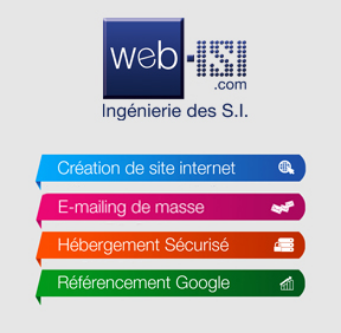 web-ISI
.com
Ingénierie des S.I.
Création de site internet
E-mailing de masse
Hébergement Sécurisé
Référencement Google